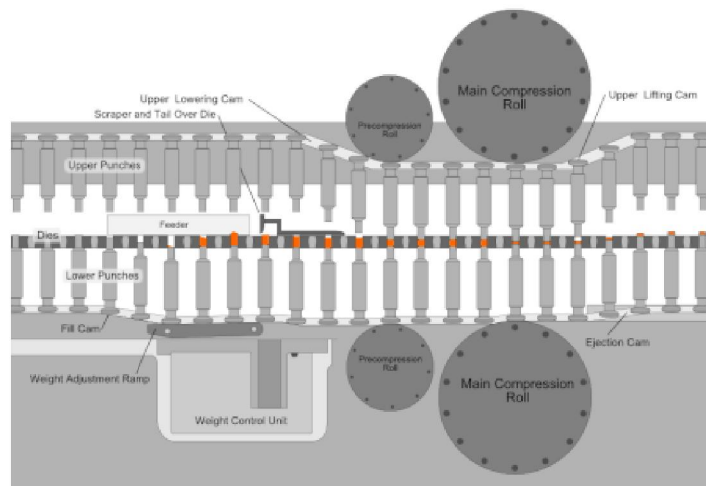 Upper Lowering Cam
Scraper and Tail Over Die
Precompression
Roll
Main Compression
Roll
Upper Lifting Cam
Upper Punches
Feeder
Dies
Lower Punches
Fill Cam
Weight Adjustment Ramp
Weight Control Unit
Precompression
Roll
Main Compression
Roll
Ejection Cam